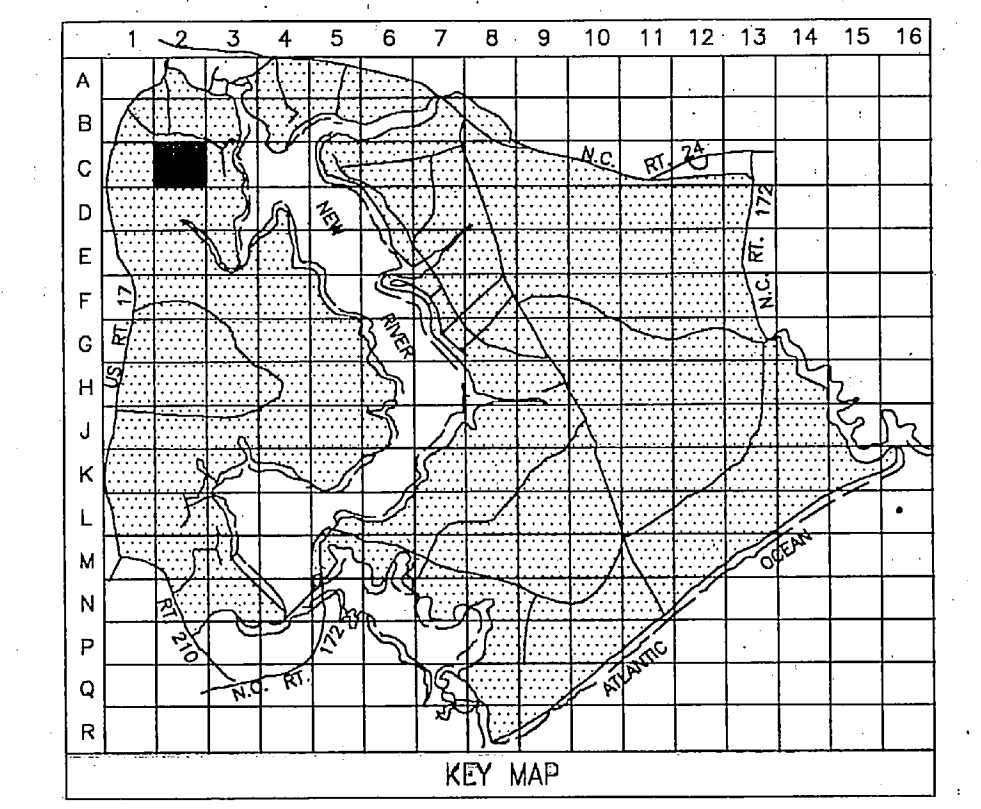 1 2 3 4 5 6 7 8 9 10 11 12 13 14 15 16
A
B
C
D
E
F
G
H
J
K
L
M
N
P
Q
R
N.C. RT. 24
N.C. RT. 172
NEW
RIVER
US RT. 17
RT. 210
N.C. RT. 172
ATLANTIC
OCEAN
KEY MAP